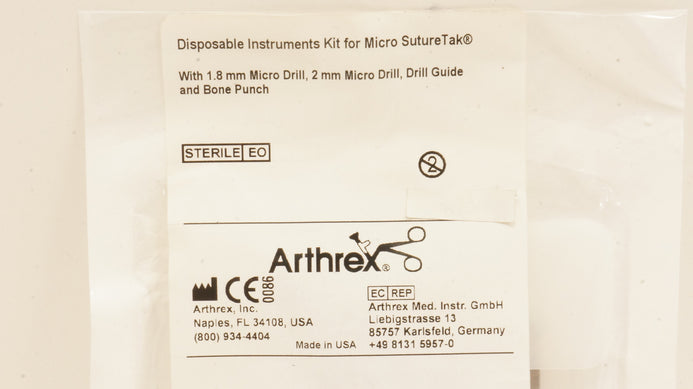 Disposable Instruments Kit for Micro SutureTak®
With 1.8 mm Micro Drill, 2 mm Micro Drill, Drill Guide
and Bone Punch
STERILE EO
2
Arthrex®
CE 0086
EC REP
Arthrex, Inc.
Naples, FL 34108, USA
(800) 934-4404
Made in USA
Arthrex Med. Instr. GmbH
Liebigstrasse 13
85757 Karlsfeld, Germany
+49 8131 5957-0